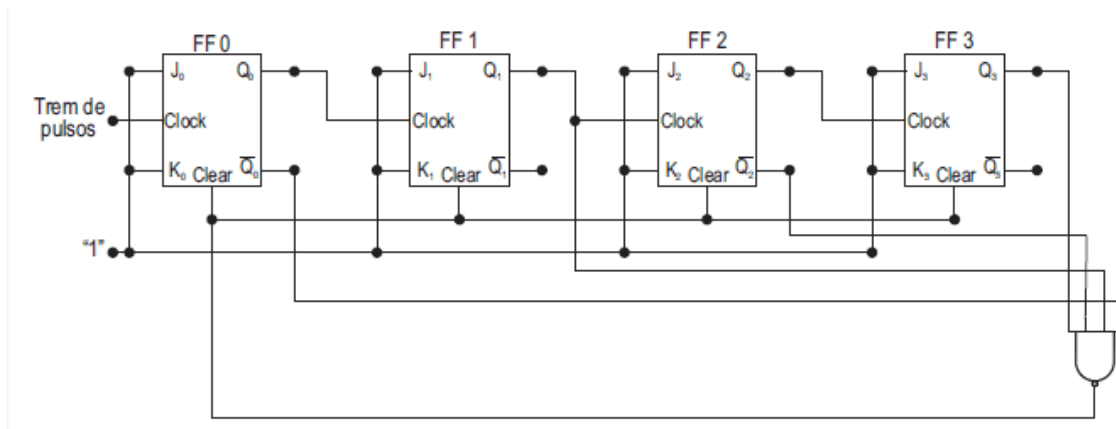 FF 0 FF 1 FF 2 FF 3
J₀ Q₀ J₁ Q₁ J₂ Q₂ J₃ Q₃
Trem de
pulsos
Clock Clock Clock Clock
K₀ Clear Q̅₀ K₁ Clear Q̅₁ K₂ Clear Q̅₂ K₃ Clear Q̅₃
“1”